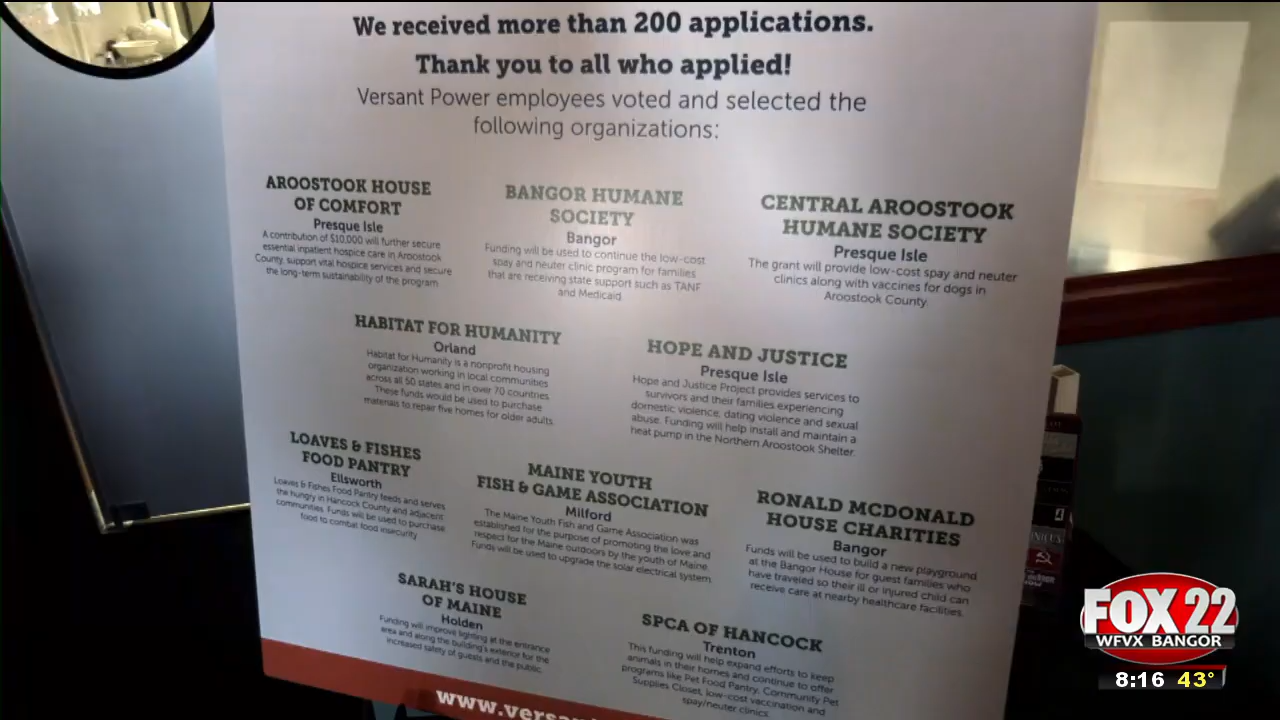 We received more than 200 applications.
Thank you to all who applied!
Versant Power employees voted and selected the
following organizations:
AROOSTOOK HOUSE
OF COMFORT
Presque Isle
A contribution of $10,000 will further secure
essential inpatient hospice care in Aroostook
County, support vital hospice services and secure
the long-term sustainability of the program
BANGOR HUMANE
SOCIETY
Bangor
Funding will be used to continue the low-cost
spay and neuter clinic program for families
that are receiving state support such as TANF
and Medicaid
CENTRAL AROOSTOOK
HUMANE SOCIETY
Presque Isle
The grant will provide low-cost spay and neuter
clinics along with vaccines for dogs in
Aroostook County.
HABITAT FOR HUMANITY
Orland
Habitat for Humanity is a nonprofit housing
organization working in local communities
across all 50 states and in over 70 countries
These funds would be used to purchase
materials to repair five homes for older adults.
HOPE AND JUSTICE
Presque Isle
Hope and Justice Project provides services to
survivors and their families experiencing
domestic violence, dating violence and sexual
abuse. Funding will help install and maintain a
heat pump in the Northern Aroostook Shelter.
LOAVES & FISHES
FOOD PANTRY
Ellsworth
Loaves & Fishes Food Pantry feeds and serves
the hungry in Hancock County and adjacent
communities. Funds will be used to purchase
food to combat food insecurity
MAINE YOUTH
FISH & GAME ASSOCIATION
Milford
The Maine Youth Fish and Game Association was
established for the purpose of promoting the love and
respect for the Maine outdoors by the youth of Maine.
Funds will be used to upgrade the solar electrical system
RONALD MCDONALD
HOUSE CHARITIES
Bangor
Funds will be used to build a new playground
at the Bangor House for guest families who
have traveled so their ill or injured child can
receive care at nearby healthcare facilities.
SARAH'S HOUSE
OF MAINE
Holden
Funding will improve lighting at the entrance
area and along the building's exterior for the
increased safety of guests and the public.
SPCA OF HANCOCK
Trenton
This funding will help expand efforts to keep
animals in their homes and continue to offer
programs like Pet Food Pantry, Community Pet
Supplies Closet, low-cost vaccination and
spay/neuter clinics
www.versan
FOX 22
WFVX BANGOR
8:16 43°